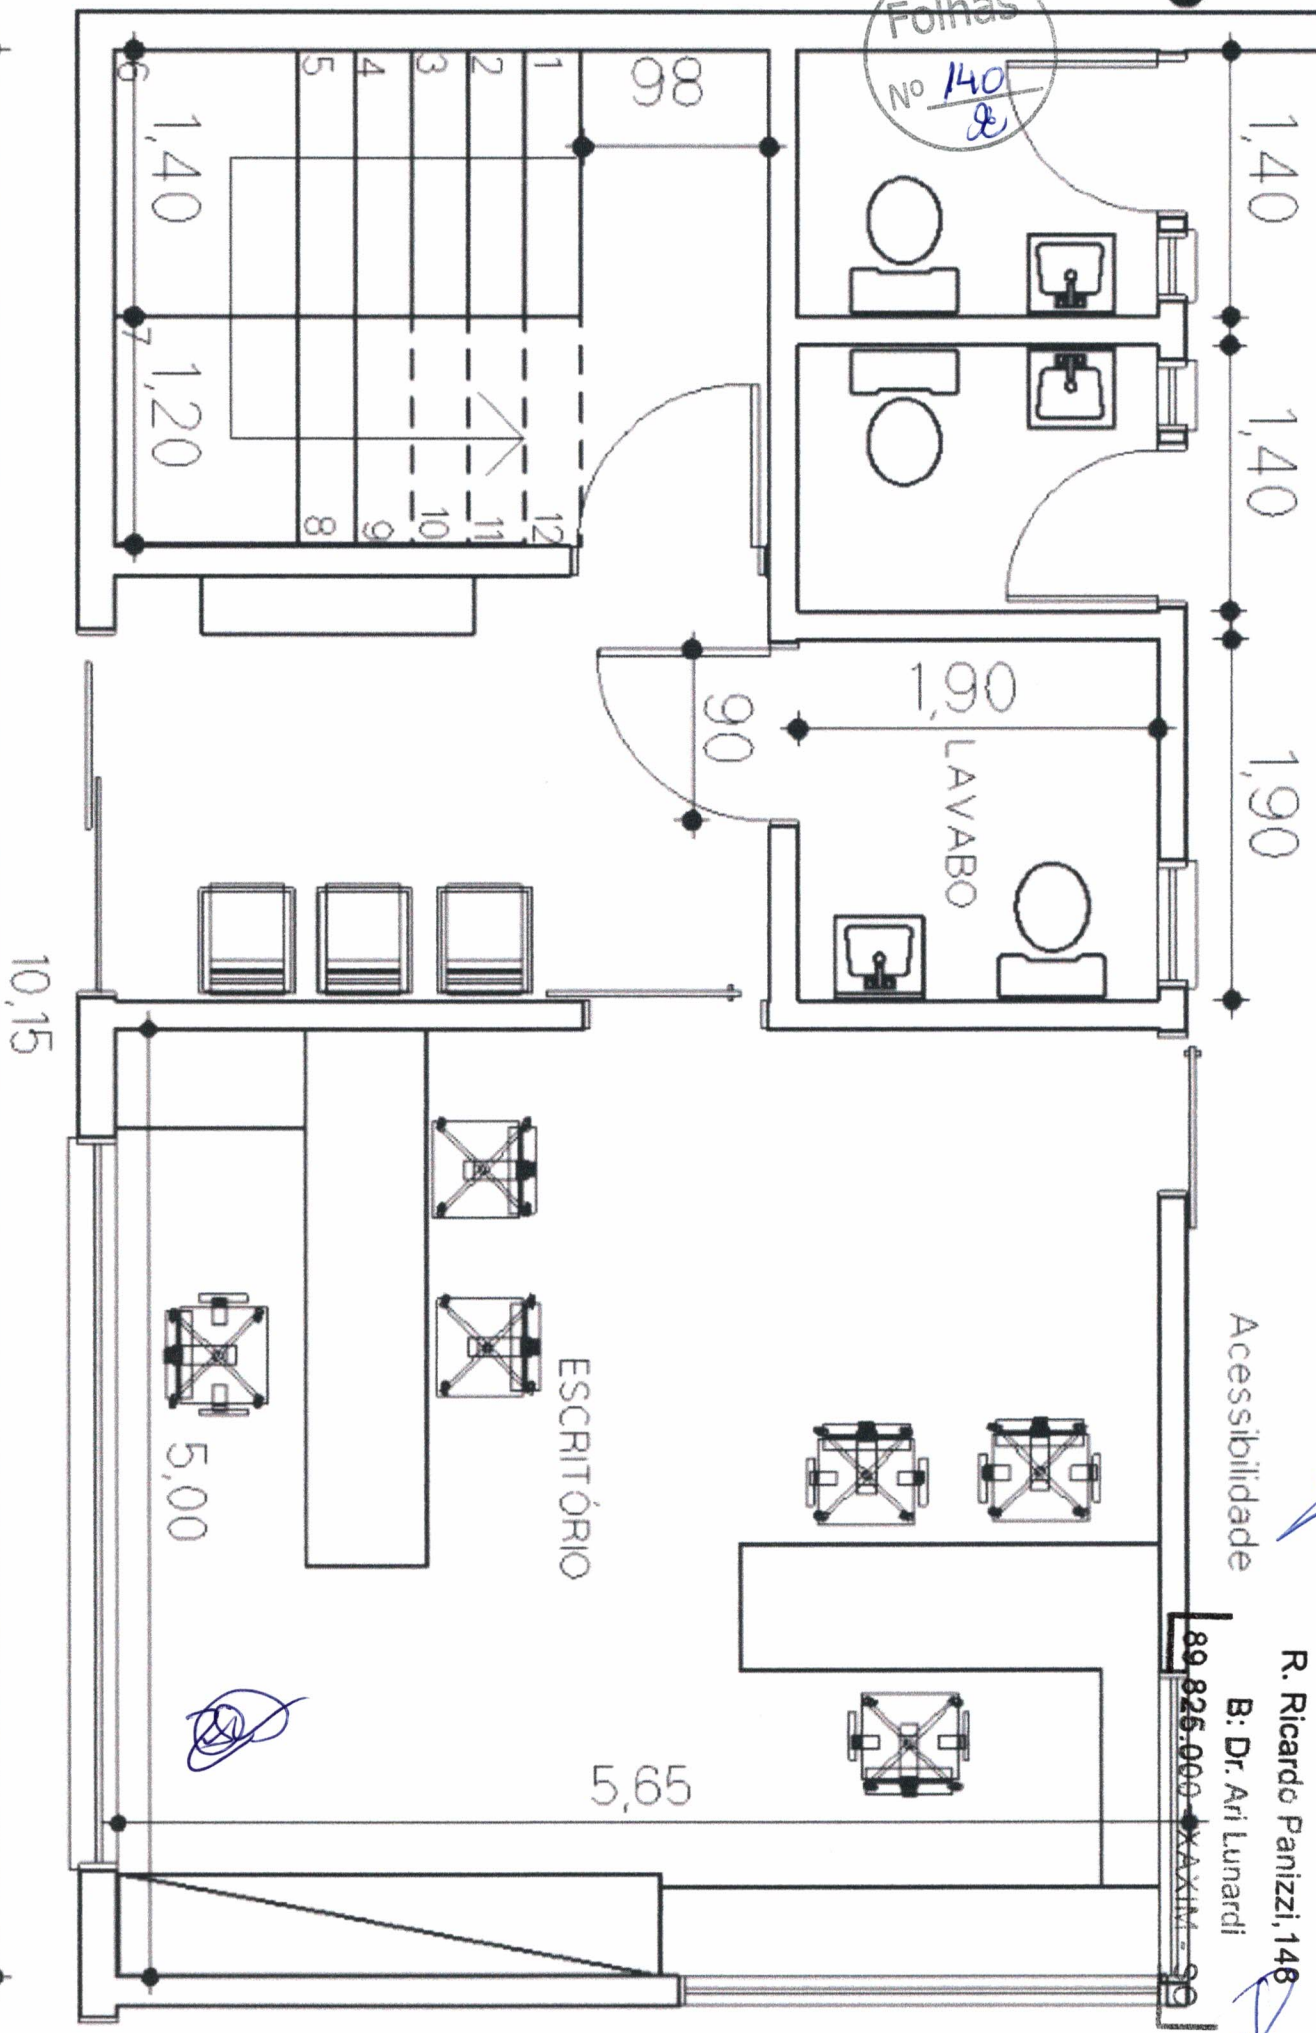 Folhas
Nº 140
1,40
1,20
6
5
4
3
2
1
7
8
9
10
11
12
98
1,40
1,40
1,90
1,90
LAVABO
90
10,15
5,00
ESCRITÓRIO
5,65
Acessibilidade
R. Ricardo Panizzi, 148
B: Dr. Ari Lunardi
89.826.000 - XAXIM - SC